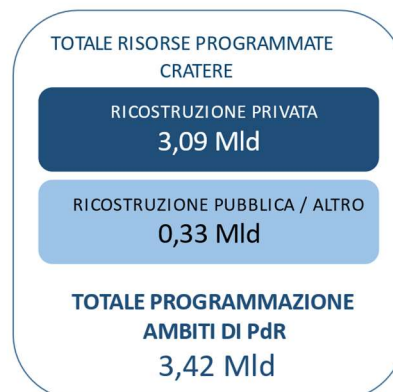 TOTALE RISORSE PROGRAMMATE
CRATERE
RICOSTRUZIONE PRIVATA
3,09 Mld
RICOSTRUZIONE PUBBLICA / ALTRO
0,33 Mld
TOTALE PROGRAMMAZIONE
AMBITI DI PdR
3,42 Mld